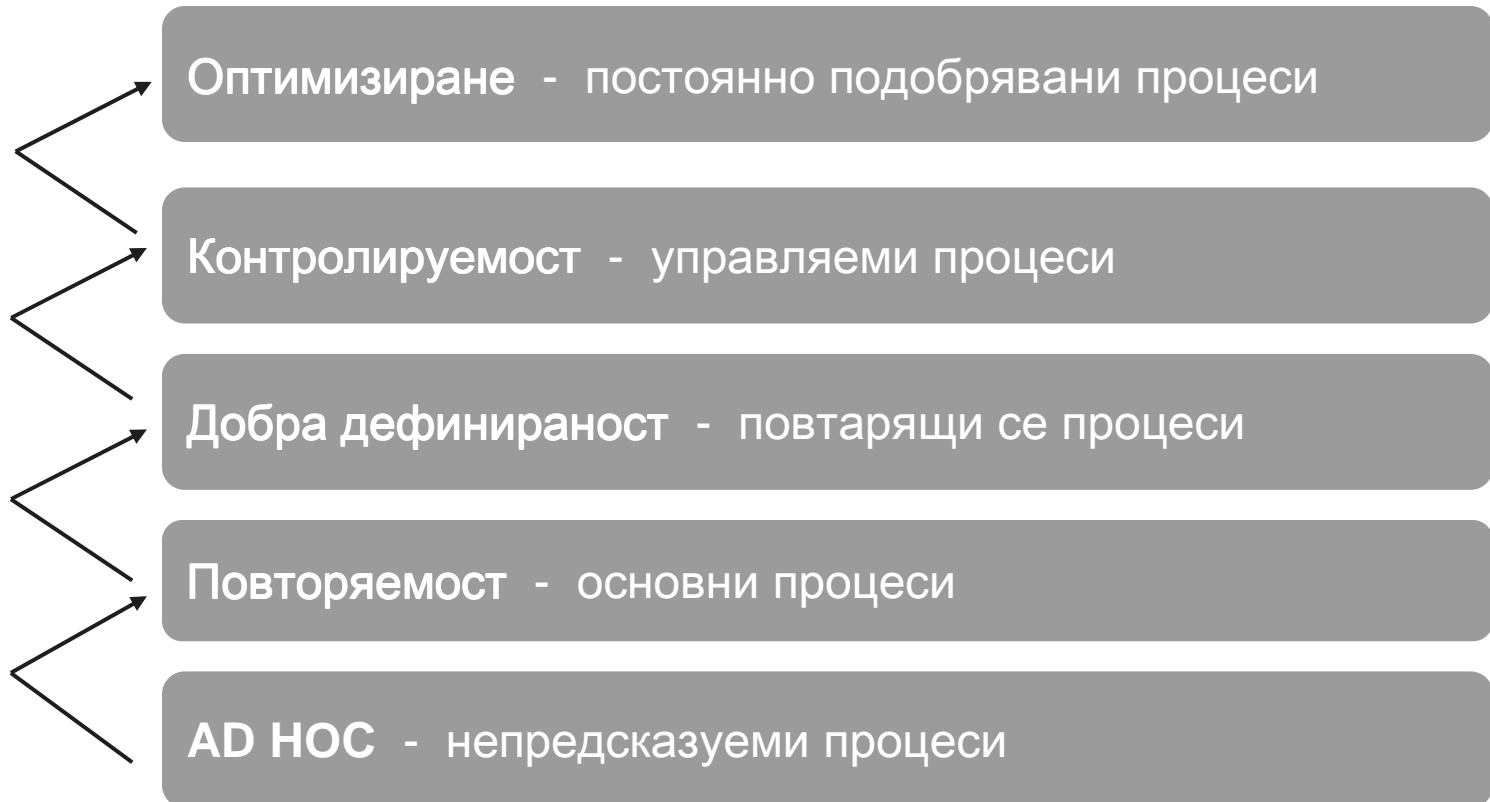 Оптимизиране - постоянно подобрявани процеси
Контролируемост - управляеми процеси
Добра дефинираност - повтарящи се процеси
Повторяемост - основни процеси
AD HOC - непредсказуеми процеси